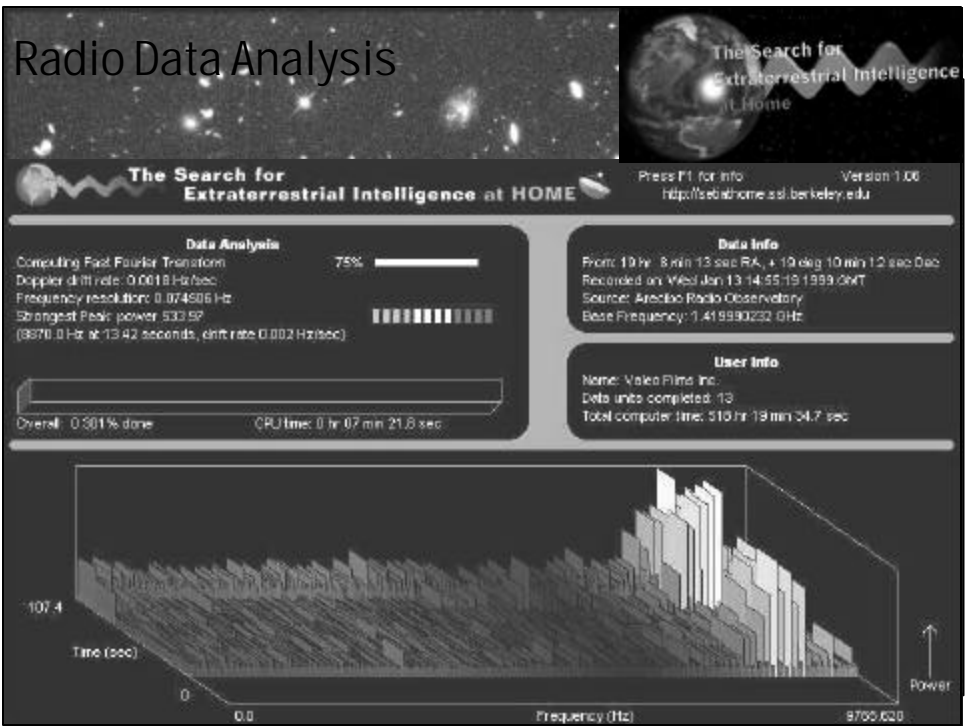 Radio Data Analysis
The Search for
Extraterrestrial Intelligence
at Home
The Search for
Extraterrestrial Intelligence at HOME
Press F1 for info
Version 1.06
http://setiathome.ssl.berkeley.edu
Data Analysis
Computing Fast Fourier Transform
75%
Doppler drift rate: 0.0018 Hz/sec
Frequency resolution: 0.074506 Hz
Strongest Peak: power 533.97
(8870.0 Hz at 13.42 seconds, drift rate 0.002 Hz/sec)
Overall: 0.301% done
CPU time: 0 hr 07 min 21.8 sec
Data Info
From: 19 hr 8 min 13 sec RA, + 19 deg 10 min 12 sec Dec
Recorded on: Wed Jan 13 14:55:19 1999 GMT
Source: Arecibo Radio Observatory
Base Frequency: 1.419990232 GHz
User Info
Name: Valeo Films Inc.
Data units completed: 13
Total computer time: 516 hr 19 min 34.7 sec
107.4
Time (sec)
0
0.0
Frequency (Hz)
9765.620
Power